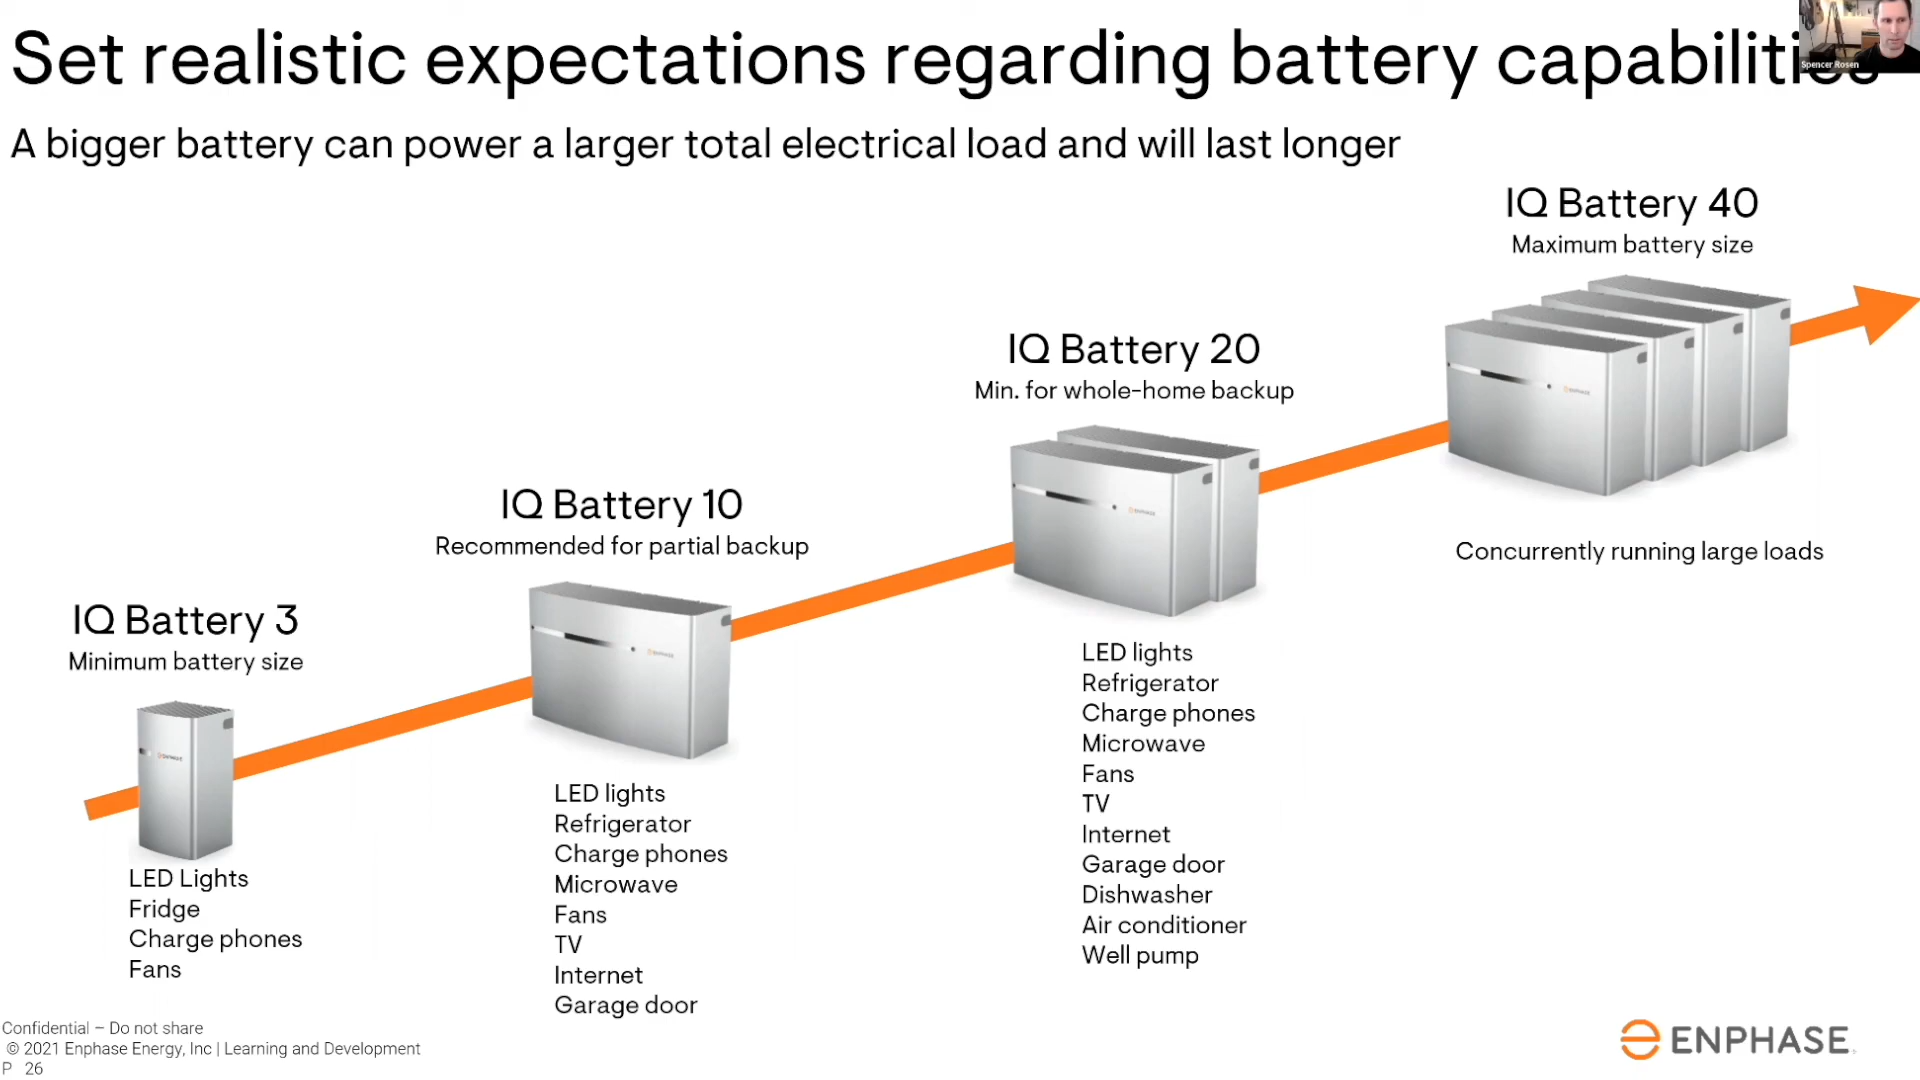 Set realistic expectations regarding battery capabilities
Spencer Rosen
A bigger battery can power a larger total electrical load and will last longer
IQ Battery 40
Maximum battery size
IQ Battery 20
Min. for whole-home backup
IQ Battery 10
Recommended for partial backup
IQ Battery 3
Minimum battery size
Concurrently running large loads
LED Lights
Fridge
Charge phones
Fans
LED lights
Refrigerator
Charge phones
Microwave
Fans
TV
Internet
Garage door
LED lights
Refrigerator
Charge phones
Microwave
Fans
TV
Internet
Garage door
Dishwasher
Air conditioner
Well pump
ENPHASE
ENPHASE
ENPHASE
ENPHASE
Confidential – Do not share
© 2021 Enphase Energy, Inc | Learning and Development
P 26
ENPHASE